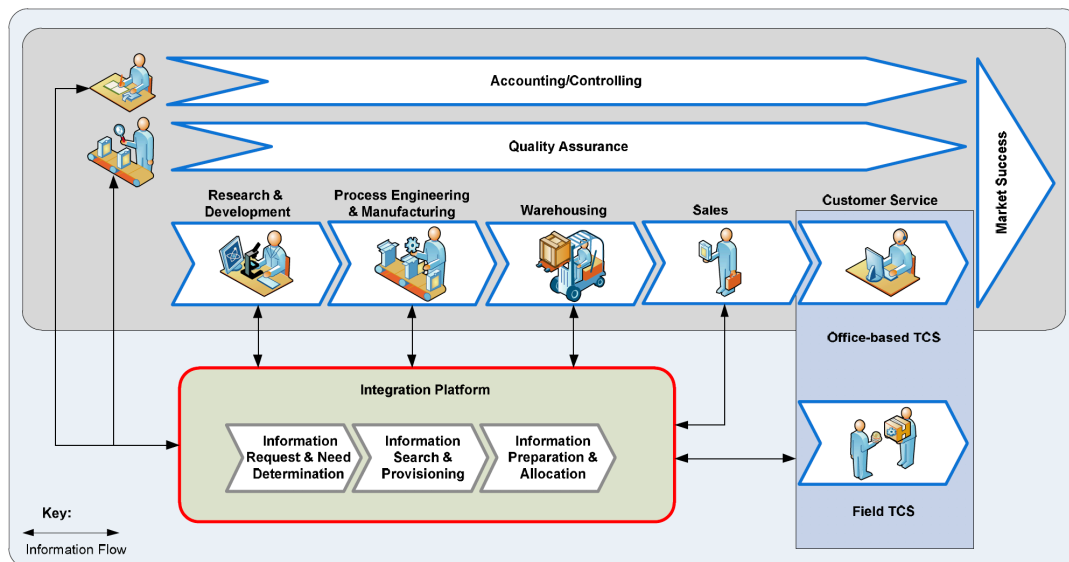 Accounting/Controlling
Quality Assurance
Research &
Development
Process Engineering
& Manufacturing
Warehousing
Sales
Customer Service
Market Success
Office-based TCS
Integration Platform
Information
Request & Need
Determination
Information
Search &
Provisioning
Information
Preparation &
Allocation
Field TCS
Key:
Information Flow